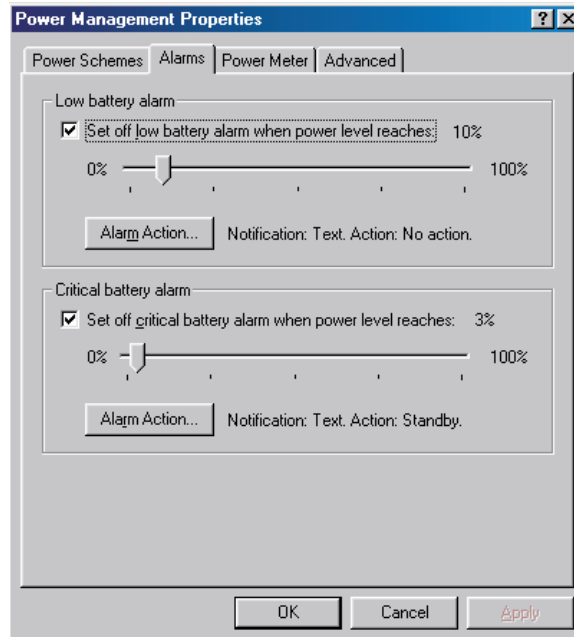 Power Management Properties
Power Schemes Alarms Power Meter Advanced
Low battery alarm
Set off low battery alarm when power level reaches: 10%
0% 100%
Alarm Action... Notification: Text. Action: No action.
Critical battery alarm
Set off critical battery alarm when power level reaches: 3%
0% 100%
Alarm Action... Notification: Text. Action: Standby.
OK Cancel Apply